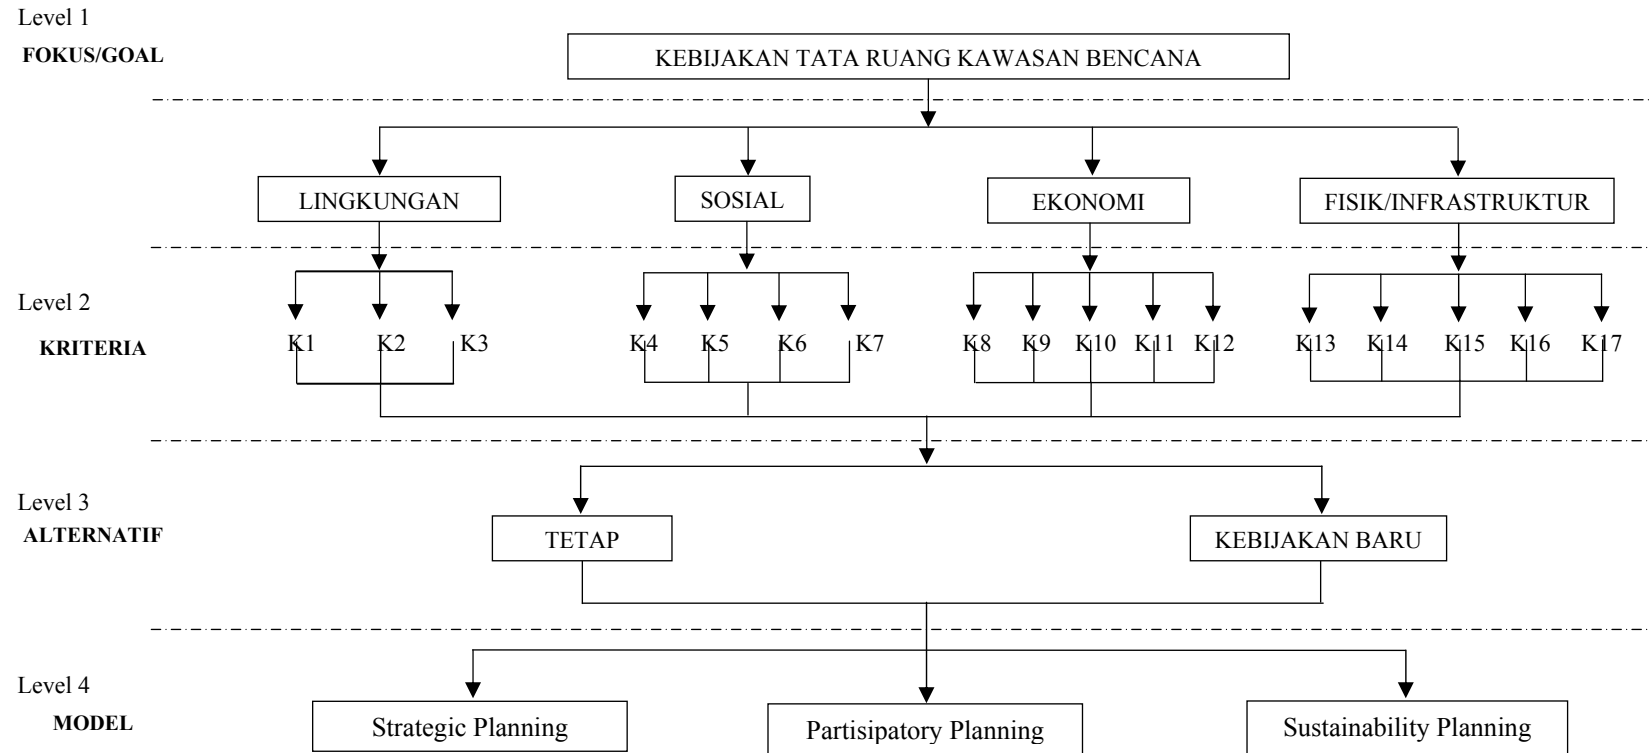 Level 1
FOKUS/GOAL
KEBIJAKAN TATA RUANG KAWASAN BENCANA
LINGKUNGAN
SOSIAL
EKONOMI
FISIK/INFRASTRUKTUR
Level 2
KRITERIA
K1 K2 K3 K4 K5 K6 K7 K8 K9 K10 K11 K12 K13 K14 K15 K16 K17
Level 3
ALTERNATIF
TETAP
KEBIJAKAN BARU
Level 4
MODEL
Strategic Planning
Partisipatory Planning
Sustainability Planning